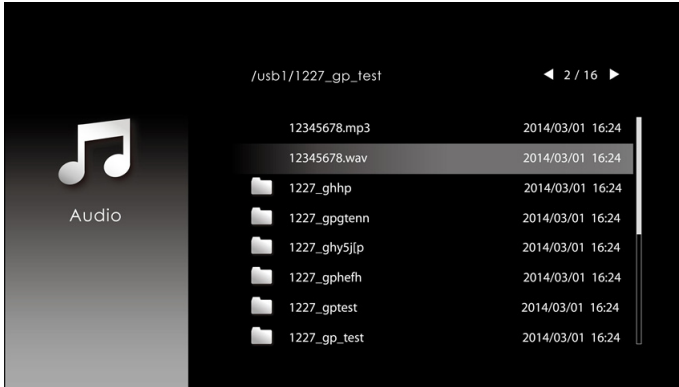 /usb1/1227_gp_test
2 / 16
12345678.mp3 2014/03/01 16:24
12345678.wav 2014/03/01 16:24
1227_ghhp 2014/03/01 16:24
Audio
1227_gpgtenn 2014/03/01 16:24
1227_ghy5j[p 2014/03/01 16:24
1227_gphefh 2014/03/01 16:24
1227_gptest 2014/03/01 16:24
1227_gp_test 2014/03/01 16:24